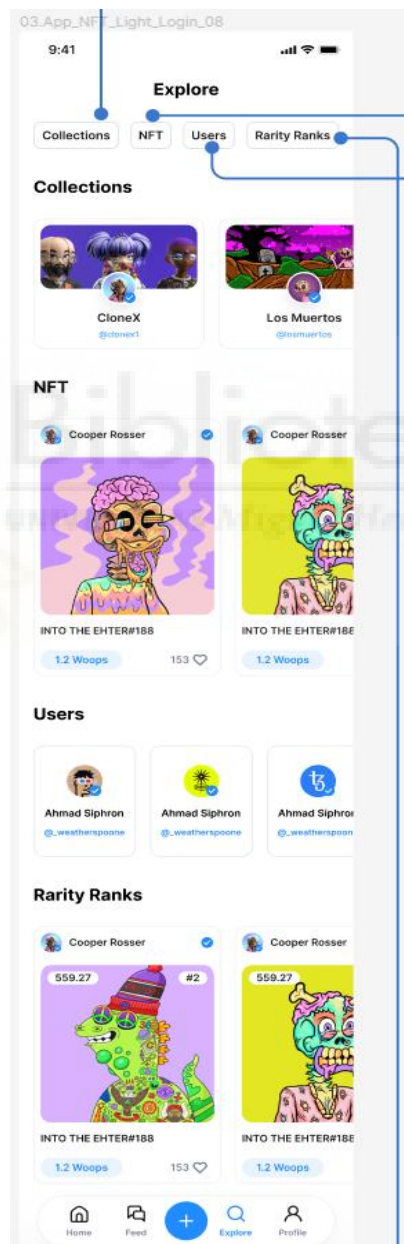 03.App_NFT_Light_Login_08
9:41
Explore
Collections NFT Users Rarity Ranks
Collections
CloneX Los Muertos
@clonex1 @losmuertos
NFT
Cooper Rosser Cooper Rosser
INTO THE EHTER#188 INTO THE EHTER#188
1.2 Woops 153 1.2 Woops
Users
Ahmad Siphron Ahmad Siphron Ahmad Siphron
@_weatherspoone @_weatherspoone @_weatherspoon
Rarity Ranks
Cooper Rosser Cooper Rosser
559.27 #2 559.27
INTO THE EHTER#188 INTO THE EHTER#188
1.2 Woops 153 1.2 Woops
Home Feed Explore Profile